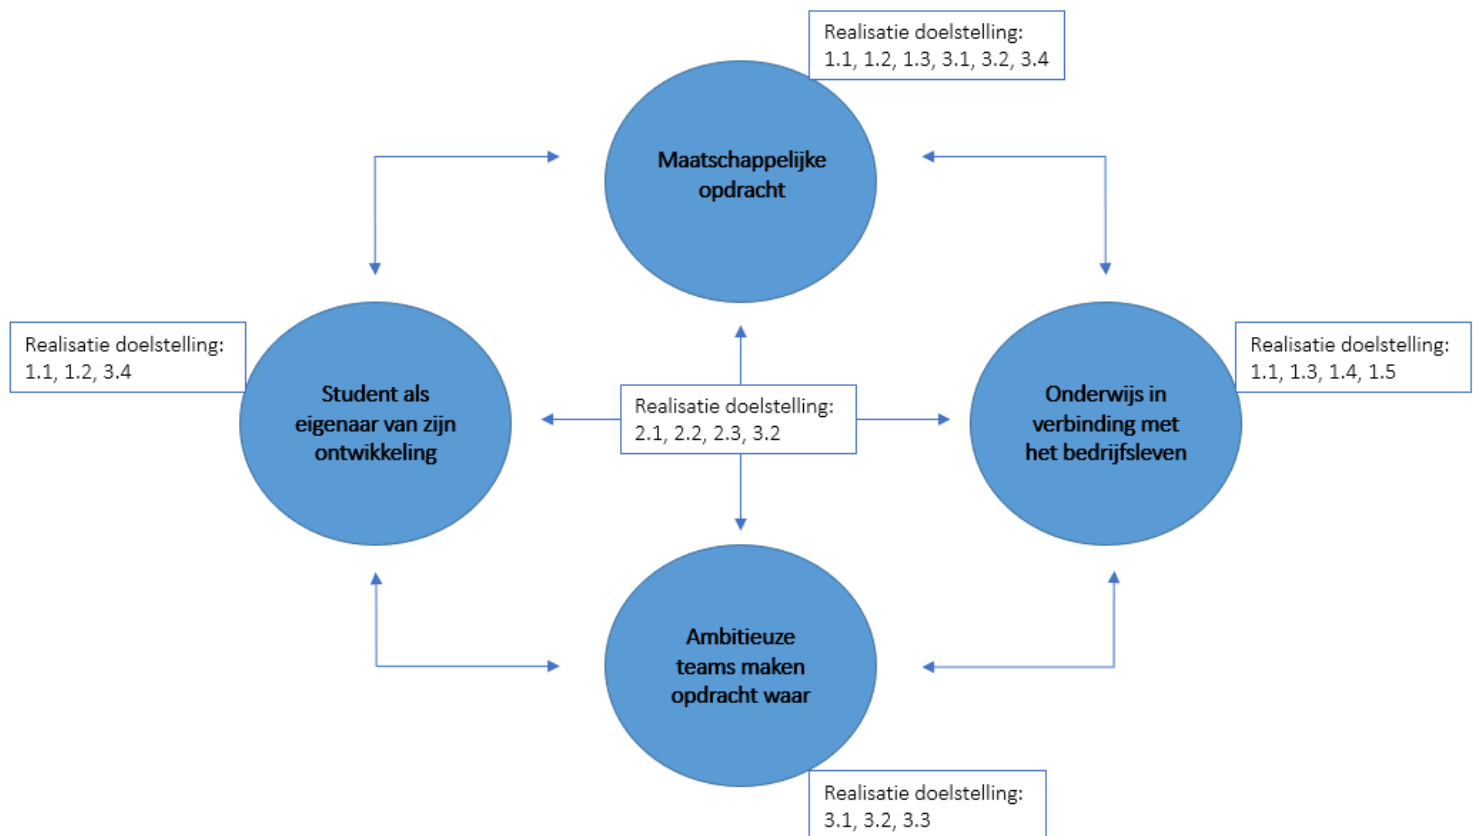 Realisatie doelstelling:
1.1, 1.2, 1.3, 3.1, 3.2, 3.4
Maatschappelijke
opdracht
Realisatie doelstelling:
1.1, 1.2, 3.4
Student als
eigenaar van zijn
ontwikkeling
Realisatie doelstelling:
2.1, 2.2, 2.3, 3.2
Onderwijs in
verbinding met
het bedrijfsleven
Realisatie doelstelling:
1.1, 1.3, 1.4, 1.5
Ambitieuze
teams maken
opdracht waar
Realisatie doelstelling:
3.1, 3.2, 3.3